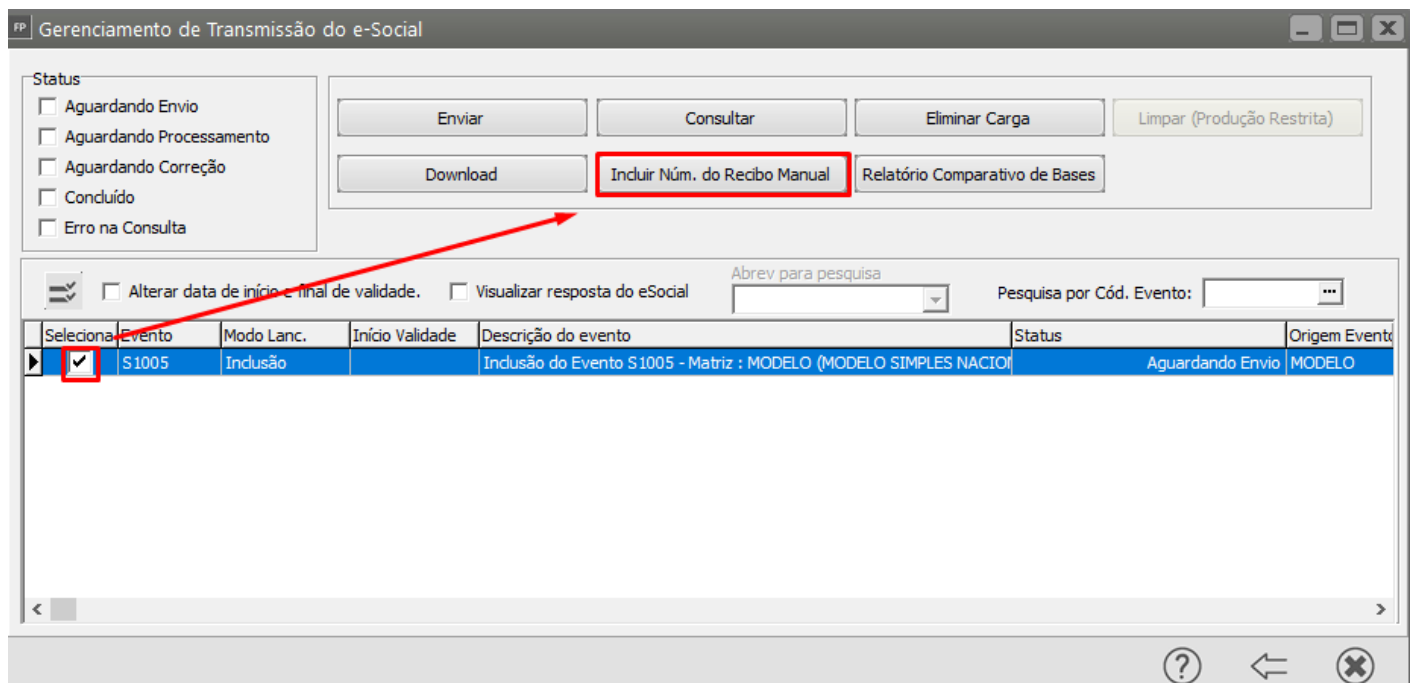 FP Gerenciamento de Transmissão do e-Social
Status
Aguardando Envio
Aguardando Processamento
Aguardando Correção
Concluído
Erro na Consulta
Enviar Consultar Eliminar Carga Limpar (Produção Restrita)
Download Incluir Núm. do Recibo Manual Relatório Comparativo de Bases
Alterar data de início e final de validade. Visualizar resposta do eSocial Abrev para pesquisa Pesquisa por Cód. Evento: ...
Seleciona Evento Modo Lanc. Início Validade Descrição do evento Status Origem Evento
S1005 Inclusão Inclusão do Evento S1005 - Matriz : MODELO (MODELO SIMPLES NACION Aguardando Envio MODELO